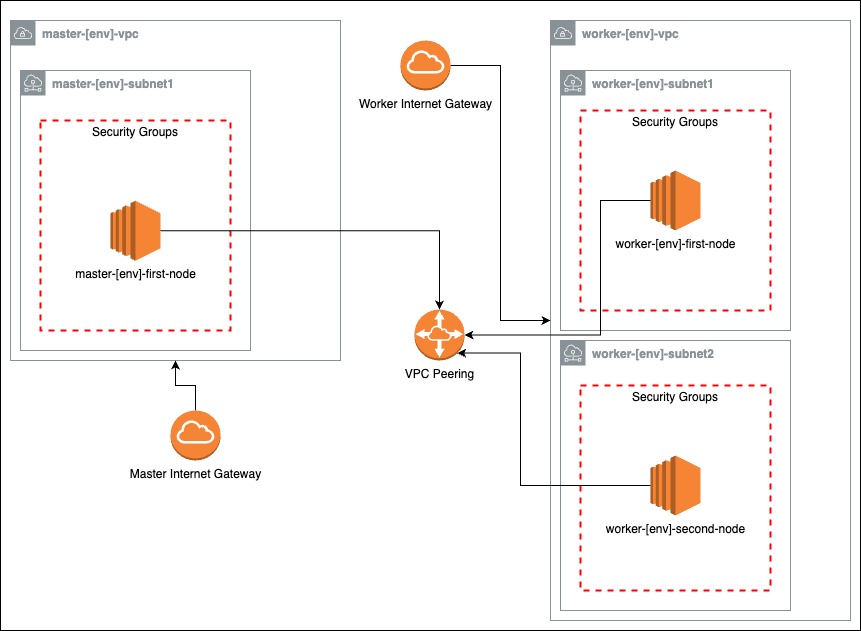 master-[env]-vpc
master-[env]-subnet1
Security Groups
master-[env]-first-node
Master Internet Gateway
Worker Internet Gateway
VPC Peering
worker-[env]-vpc
worker-[env]-subnet1
Security Groups
worker-[env]-first-node
worker-[env]-subnet2
Security Groups
worker-[env]-second-node